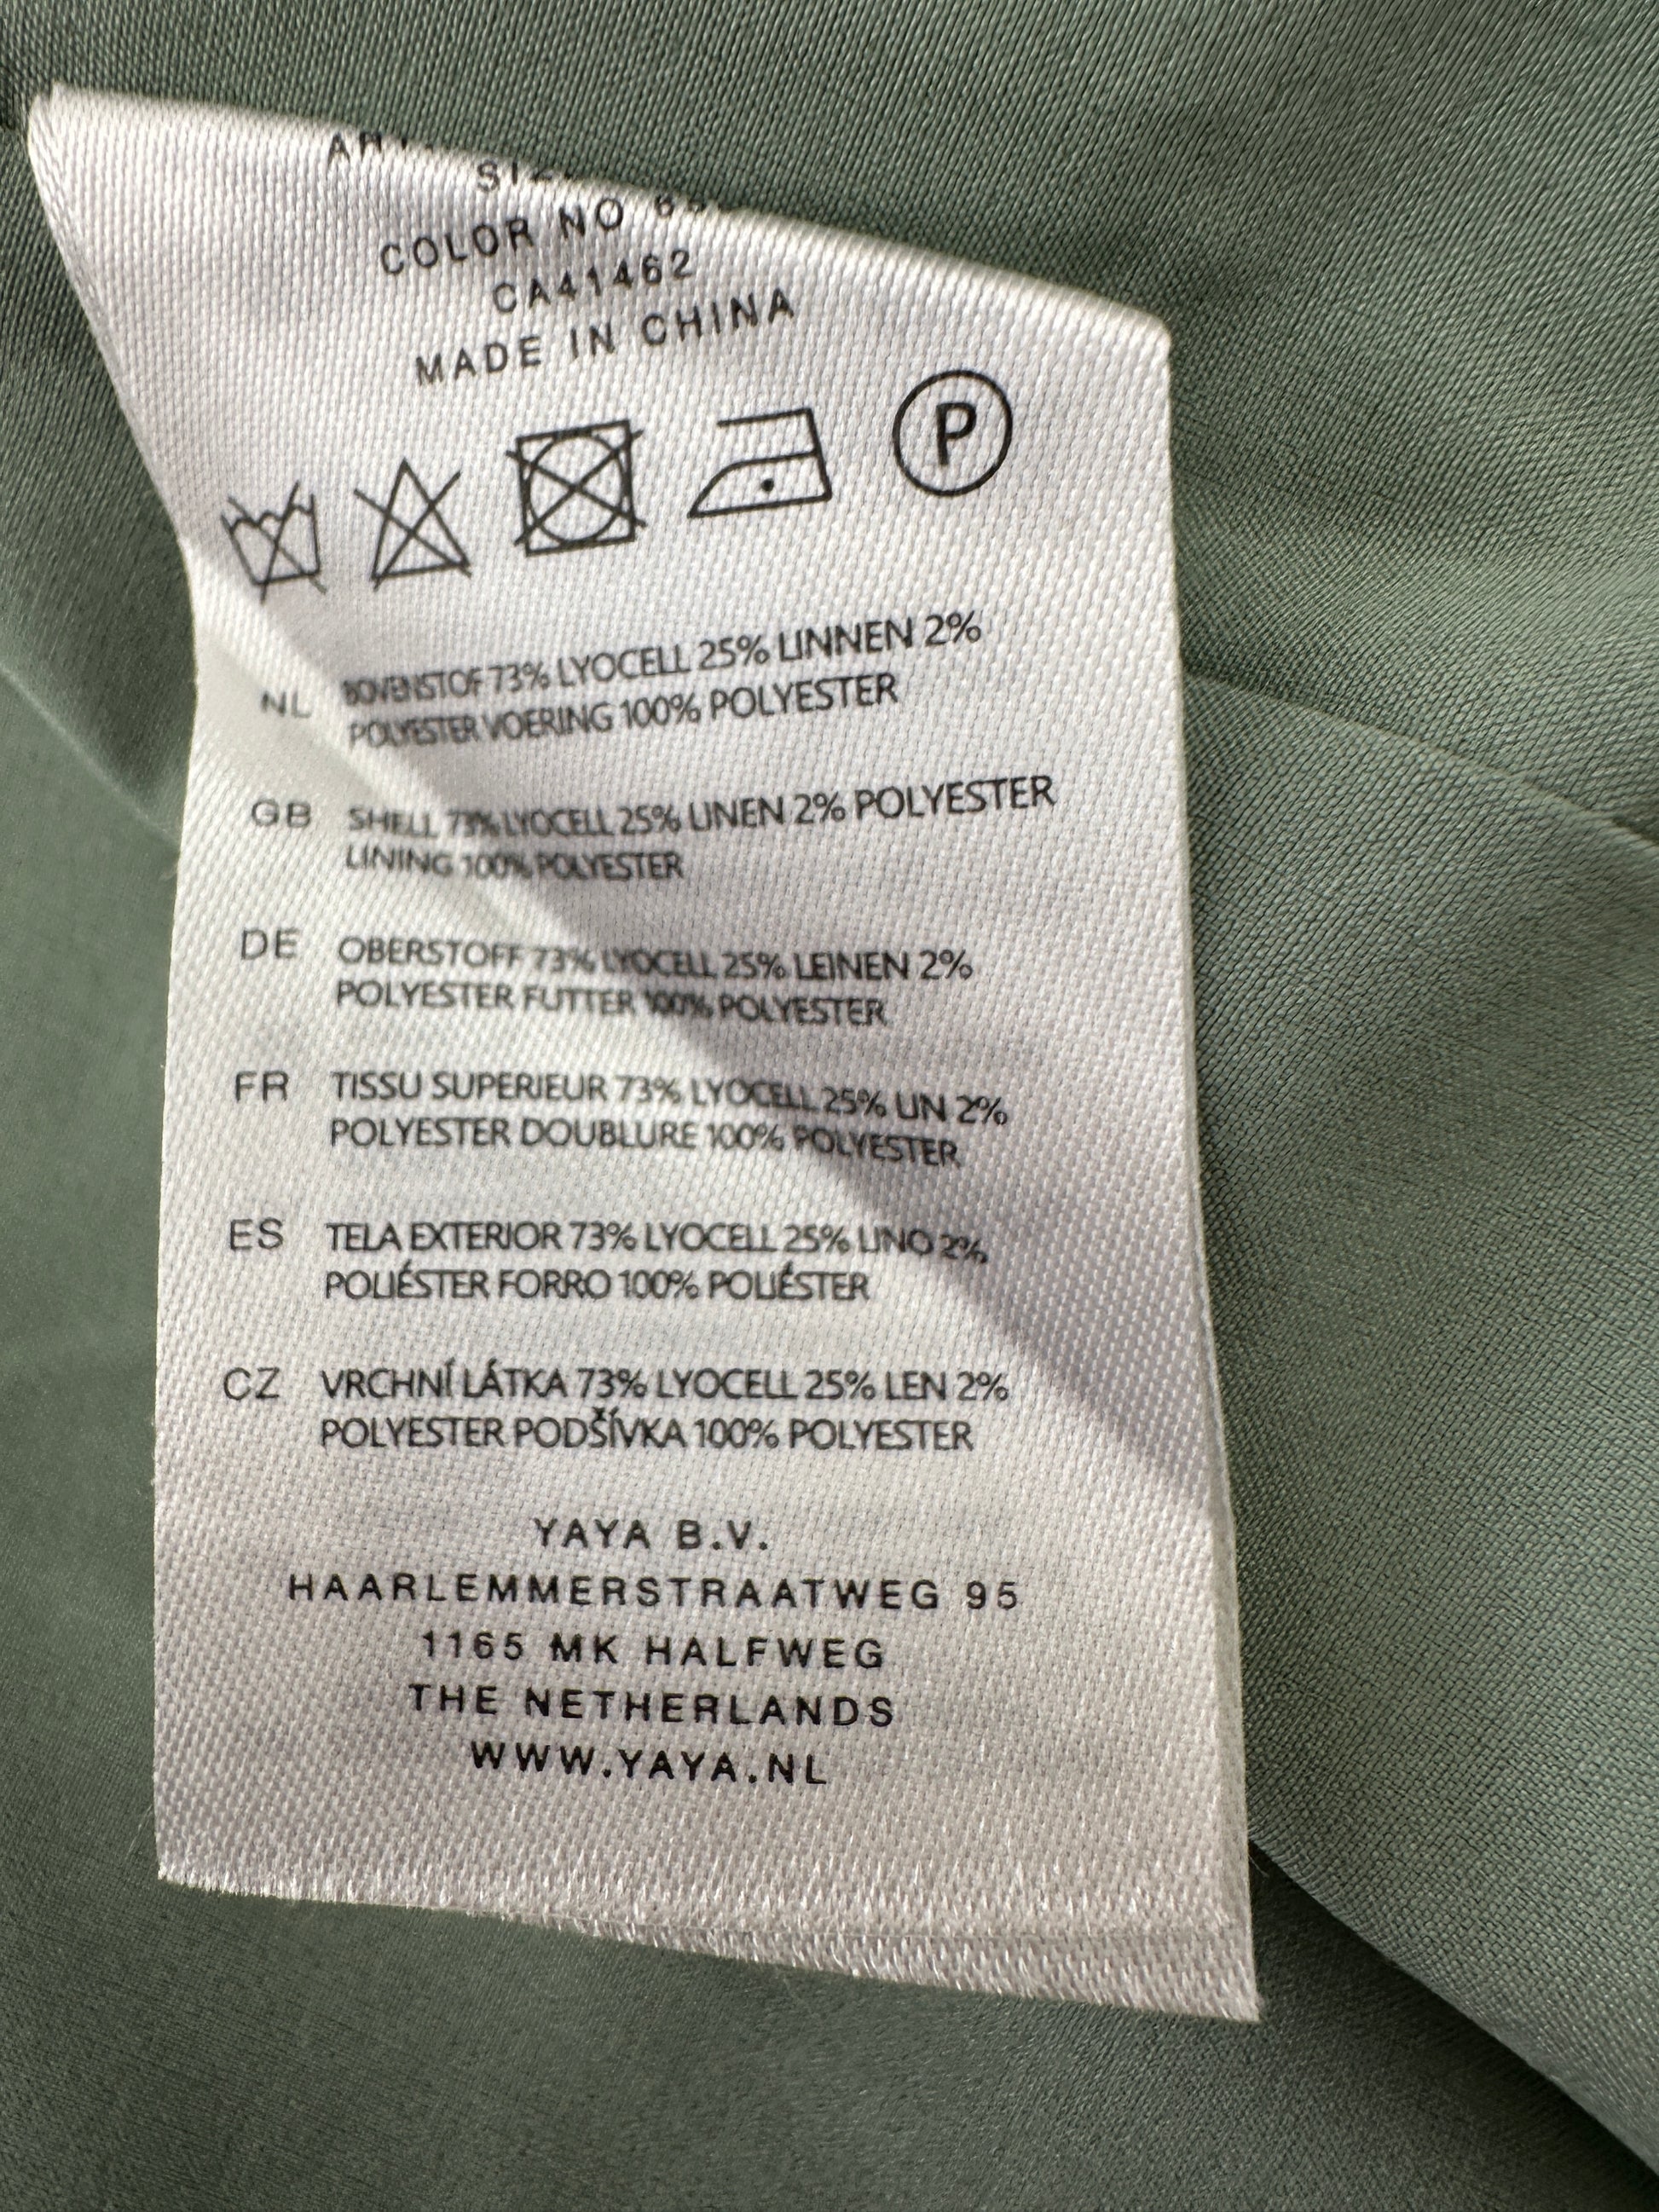 COLOR NO
CA41462
MADE IN CHINA
P
NL BOVENSTOF 73% LYOCELL 25% LINNEN 2%
POLYESTER VOERING 100% POLYESTER
GB SHELL 73% LYOCELL 25% LINEN 2% POLYESTER
LINING 100% POLYESTER
DE OBERSTOFF 73% LYOCELL 25% LEINEN 2%
POLYESTER FUTTER 100% POLYESTER
FR TISSU SUPERIEUR 73% LYOCELL 25% LIN 2%
POLYESTER DOUBLURE 100% POLYESTER
ES TELA EXTERIOR 73% LYOCELL 25% LINO 2%
POLIÉSTER FORRO 100% POLIÉSTER
CZ VRCHNÍ LÁTKA 73% LYOCELL 25% LEN 2%
POLYESTER PODŠÍVKA 100% POLYESTER
YAYA B.V.
HAARLEMMERSTRAATWEG 95
1165 MK HALFWEG
THE NETHERLANDS
WWW.YAYA.NL